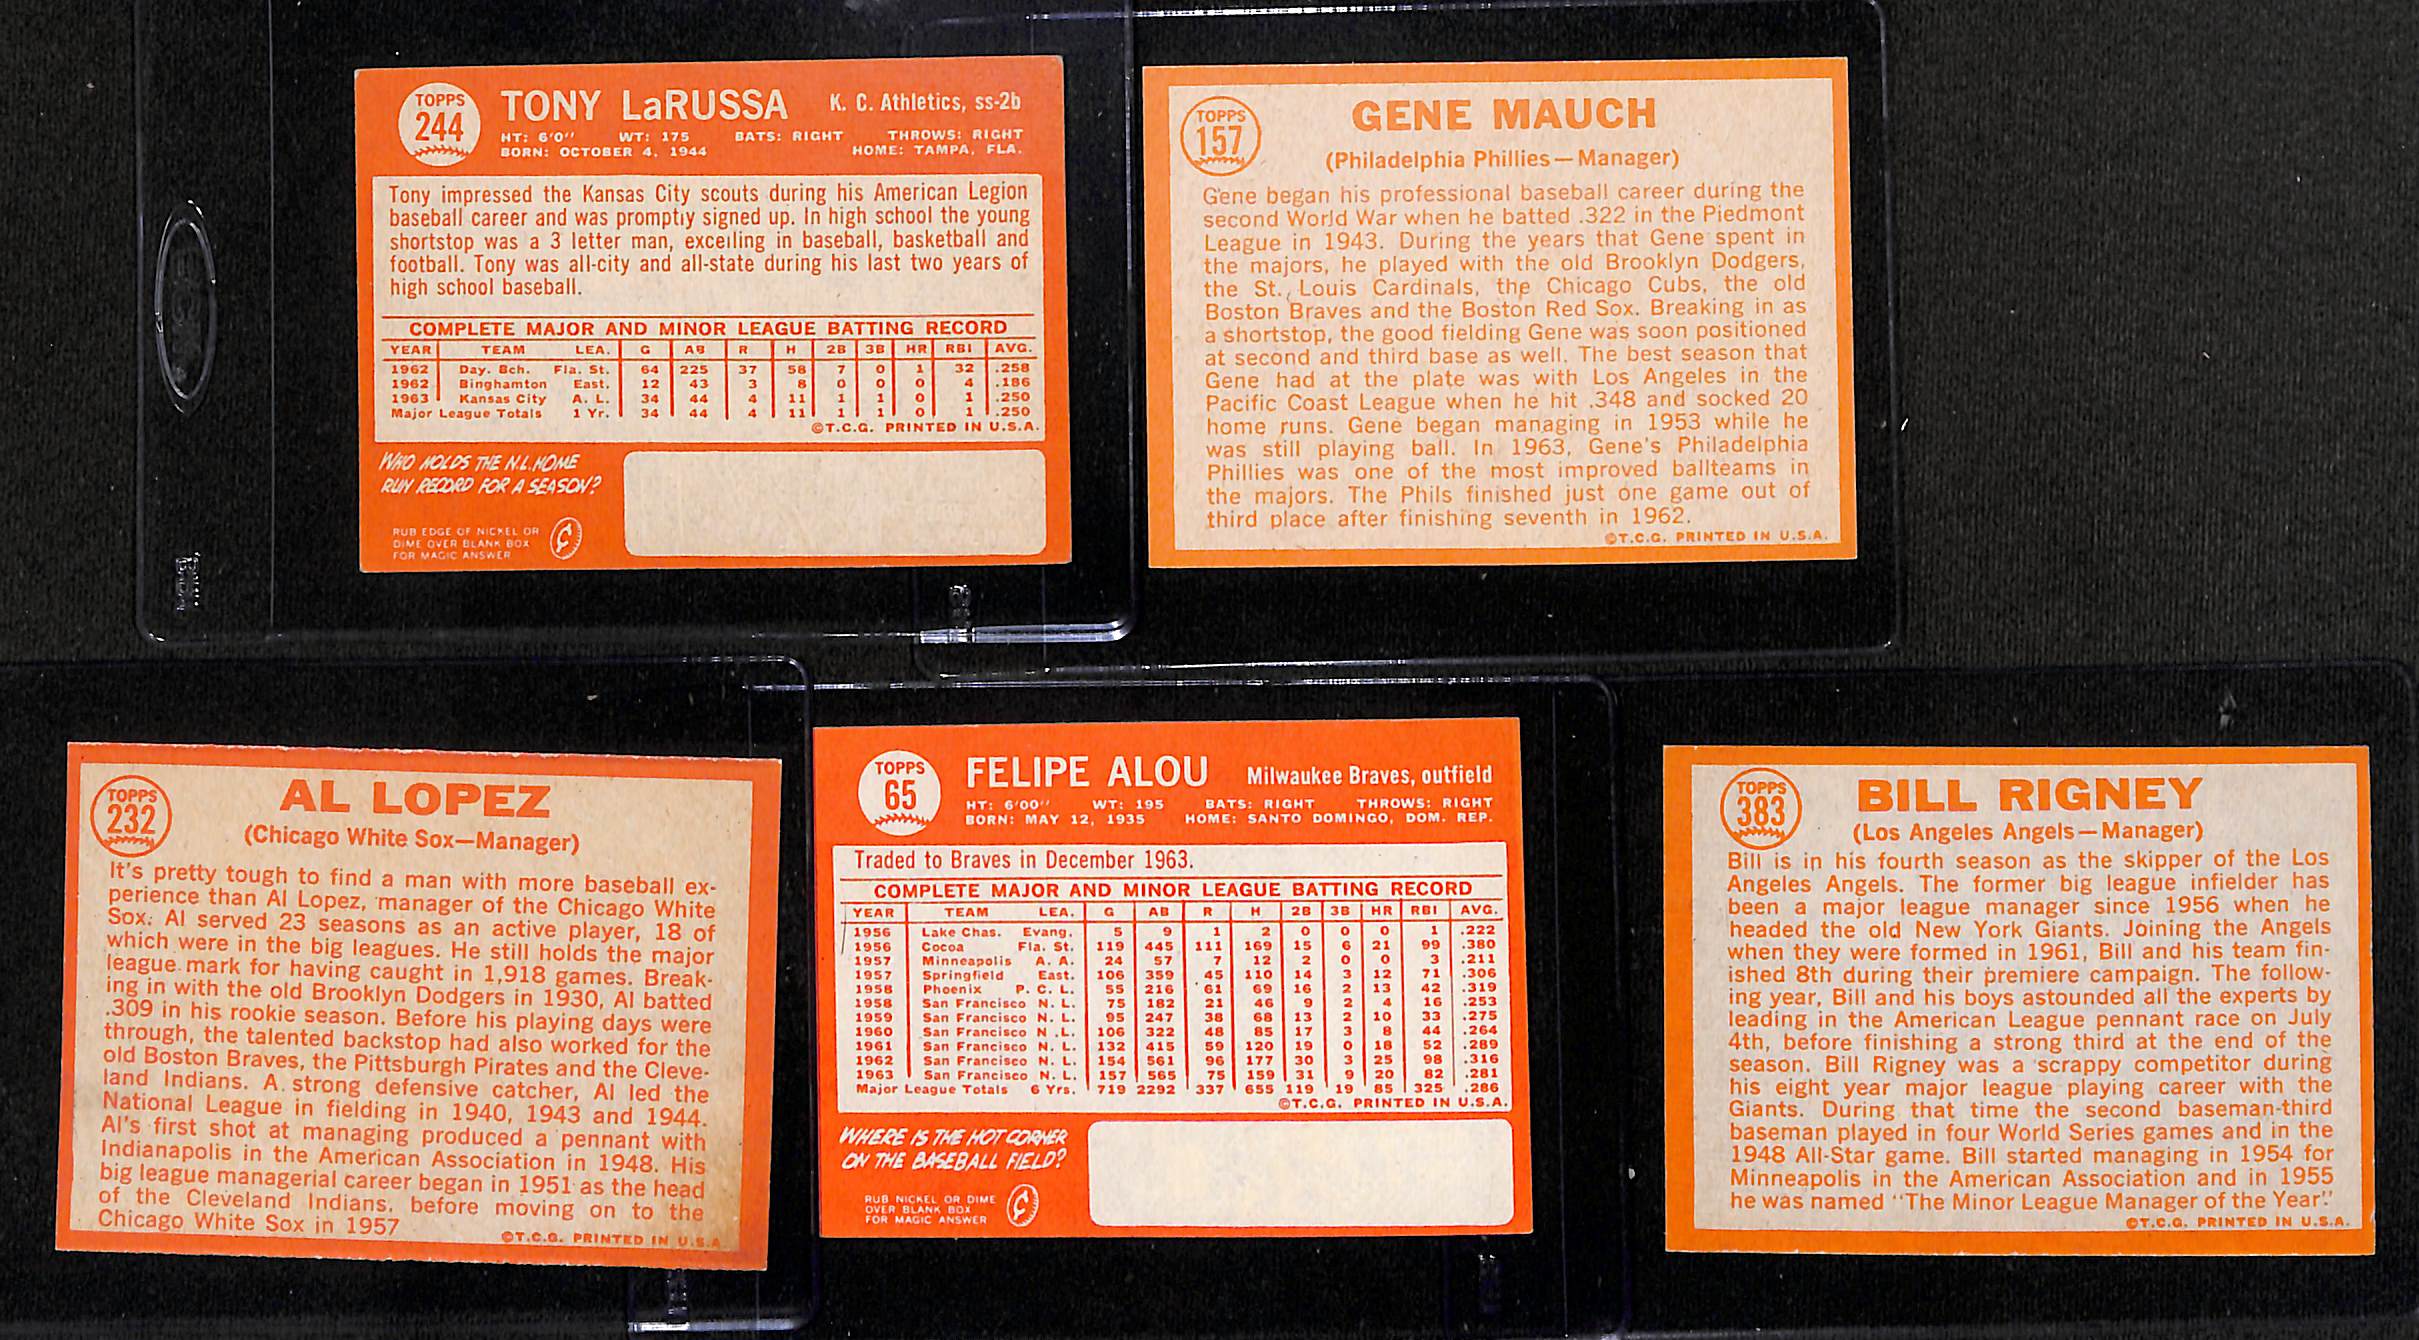 TOPPS
244
TONY LaRUSSA K. C. Athletics, ss-2b
HT: 6'0'' WT: 175 BATS: RIGHT THROWS: RIGHT
BORN: OCTOBER 4, 1944 HOME: TAMPA, FLA.
Tony impressed the Kansas City scouts during his American Legion
baseball career and was promptly signed up. In high school the young
shortstop was a 3 letter man, excelling in baseball, basketball and
football. Tony was all-city and all-state during his last two years of
high school baseball.
COMPLETE MAJOR AND MINOR LEAGUE BATTING RECORD
YEAR TEAM LEA. G AB R H 2B 3B HR RBI AVG.
1962 Day. Bch. Fla. St. 64 225 37 58 7 0 1 32 .258
1962 Binghamton East. 12 43 3 8 0 0 0 4 .186
1963 Kansas City A. L. 34 44 4 11 1 1 0 1 .250
Major League Totals 1 Yr. 34 44 4 11 1 1 0 1 .250
©T.C.G. PRINTED IN U.S.A.
WHO HOLDS THE N.L. HOME
RUN RECORD FOR A SEASON?
RUB EDGE OF NICKEL OR
DIME OVER BLANK BOX
FOR MAGIC ANSWER
TOPPS
157
GENE MAUCH
(Philadelphia Phillies—Manager)
Gene began his professional baseball career during the
second World War when he batted .322 in the Piedmont
League in 1943. During the years that Gene spent in
the majors, he played with the old Brooklyn Dodgers,
the St. Louis Cardinals, the Chicago Cubs, the old
Boston Braves and the Boston Red Sox. Breaking in as
a shortstop, the good fielding Gene was soon positioned
at second and third base as well. The best season that
Gene had at the plate was with Los Angeles in the
Pacific Coast League when he hit .348 and socked 20
home runs. Gene began managing in 1953 while he
was still playing ball. In 1963, Gene's Philadelphia
Phillies was one of the most improved ballteams in
the majors. The Phils finished just one game out of
third place after finishing seventh in 1962.
©T.C.G. PRINTED IN U.S.A.
TOPPS
232
AL LOPEZ
(Chicago White Sox—Manager)
It's pretty tough to find a man with more baseball ex-
perience than Al Lopez, manager of the Chicago White
Sox. Al served 23 seasons as an active player, 18 of
which were in the big leagues. He still holds the major
league mark for having caught in 1,918 games. Break-
ing in with the old Brooklyn Dodgers in 1930, Al batted
.309 in his rookie season. Before his playing days were
through, the talented backstop had also worked for the
old Boston Braves, the Pittsburgh Pirates and the Cleve-
land Indians. A strong defensive catcher, Al led the
National League in fielding in 1940, 1943 and 1944.
Al's first shot at managing produced a pennant with
Indianapolis in the American Association in 1948. His
big league managerial career began in 1951 as the head
of the Cleveland Indians, before moving on to the
Chicago White Sox in 1957
©T.C.G. PRINTED IN U.S.A.
TOPPS
65
FELIPE ALOU Milwaukee Braves, outfield
HT: 6'00'' WT: 195 BATS: RIGHT THROWS: RIGHT
BORN: MAY 12, 1935 HOME: SANTO DOMINGO, DOM. REP.
Traded to Braves in December 1963.
COMPLETE MAJOR AND MINOR LEAGUE BATTING RECORD
YEAR TEAM LEA. G AB R H 2B 3B HR RBI AVG.
1956 Lake Chas. Evang. 5 9 1 2 0 0 0 1 .222
1956 Cocoa Fla. St. 119 445 111 169 15 6 21 99 .380
1957 Minneapolis A. A. 24 57 7 12 2 0 0 3 .211
1957 Springfield East. 106 359 45 110 14 3 12 71 .306
1958 Phoenix P. C. L. 55 216 61 69 16 2 13 42 .319
1958 San Francisco N. L. 75 182 21 46 9 2 4 16 .253
1959 San Francisco N. L. 95 247 38 68 13 2 10 33 .275
1960 San Francisco N .L. 106 322 48 85 17 3 8 44 .264
1961 San Francisco N. L. 132 415 59 120 19 0 18 52 .289
1962 San Francisco N. L. 154 561 96 177 30 3 25 98 .316
1963 San Francisco N. L. 157 565 75 159 31 9 20 82 .281
Major League Totals 6 Yrs. 719 2292 337 655 119 19 85 325 .286
©T.C.G. PRINTED IN U.S.A.
WHERE IS THE HOT CORNER
ON THE BASEBALL FIELD?
RUB NICKEL OR DIME
OVER BLANK BOX
FOR MAGIC ANSWER
TOPPS
383
BILL RIGNEY
(Los Angeles Angels—Manager)
Bill is in his fourth season as the skipper of the Los
Angeles Angels. The former big league infielder has
been a major league manager since 1956 when he
headed the old New York Giants. Joining the Angels
when they were formed in 1961, Bill and his team fin-
ished 8th during their premiere campaign. The follow-
ing year, Bill and his boys astounded all the experts by
leading in the American League pennant race on July
4th, before finishing a strong third at the end of the
season. Bill Rigney was a scrappy competitor during
his eight year major league playing career with the
Giants. During that time the second baseman-third
baseman played in four World Series games and in the
1948 All-Star game. Bill started managing in 1954 for
Minneapolis in the American Association and in 1955
he was named "The Minor League Manager of the Year."
©T.C.G. PRINTED IN U.S.A.